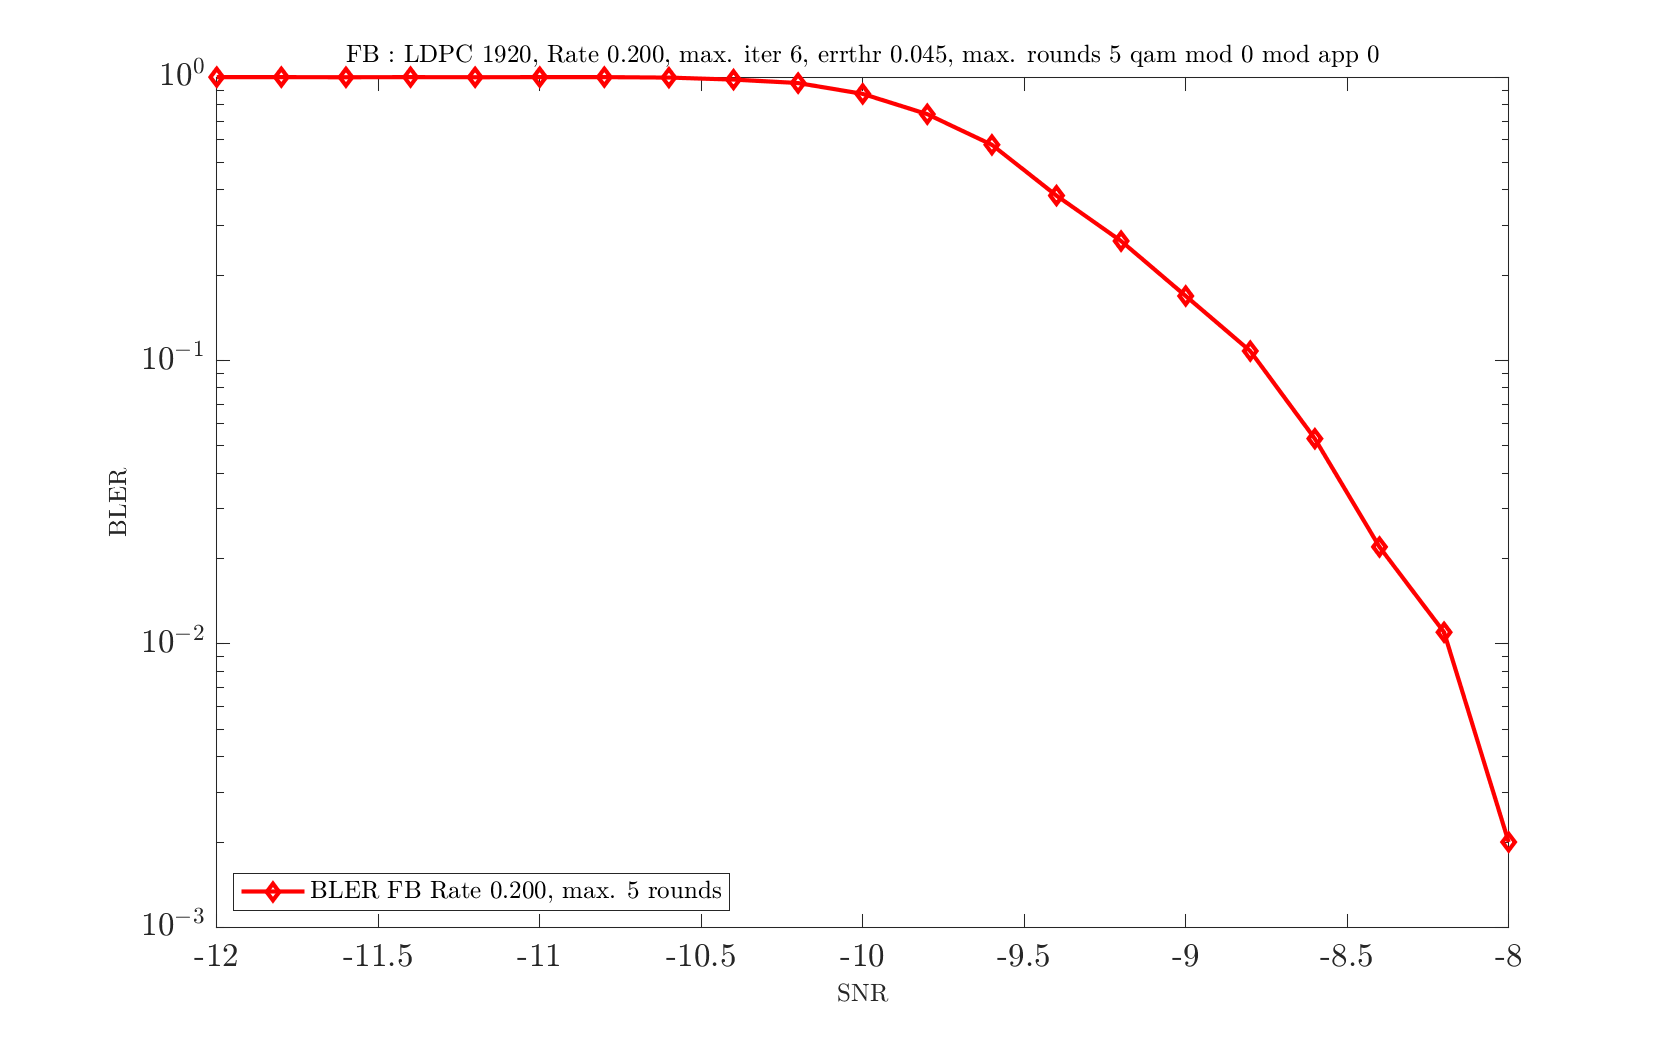 FB : LDPC 1920, Rate 0.200, max. iter 6, errthr 0.045, max. rounds 5 qam mod 0 mod app 0
10^0
10^{-1}
10^{-2}
10^{-3}
BLER
BLER FB Rate 0.200, max. 5 rounds
-12 -11.5 -11 -10.5 -10 -9.5 -9 -8.5 -8
SNR